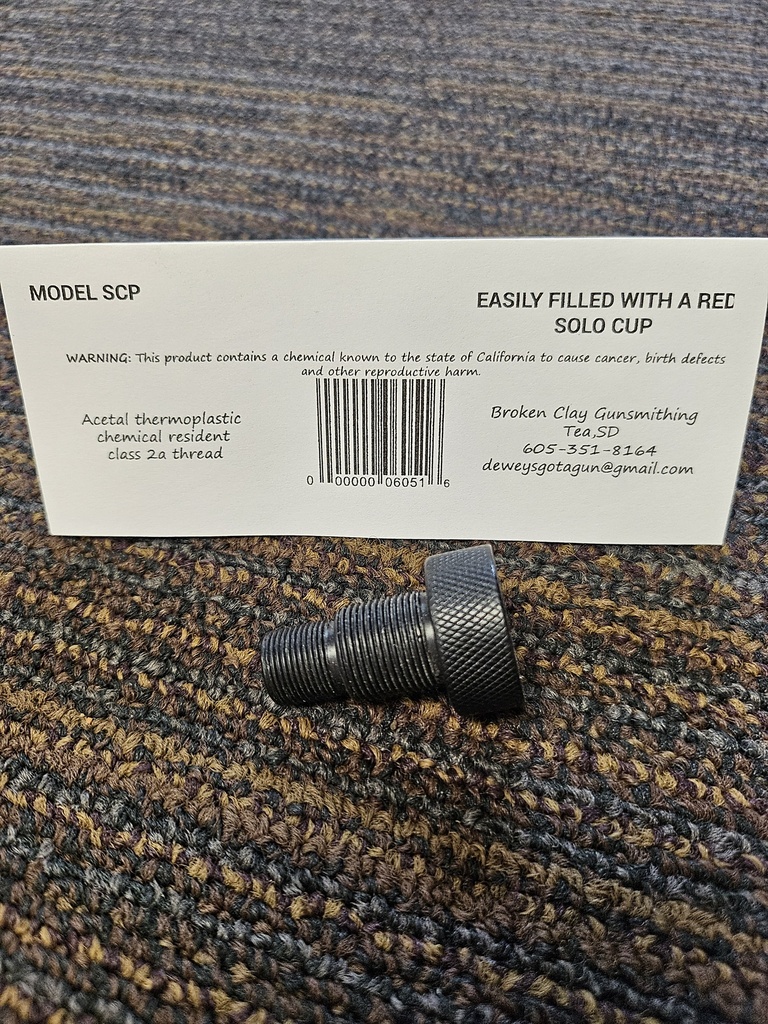 MODEL SCP
EASILY FILLED WITH A RED
SOLO CUP
WARNING: This product contains a chemical known to the state of California to cause cancer, birth defects
and other reproductive harm.
Acetal thermoplastic
chemical resident
class 2a thread
0 00000 06051 6
Broken Clay Gunsmithing
Tea,SD
605-351-8164
deweysgotagun@gmail.com